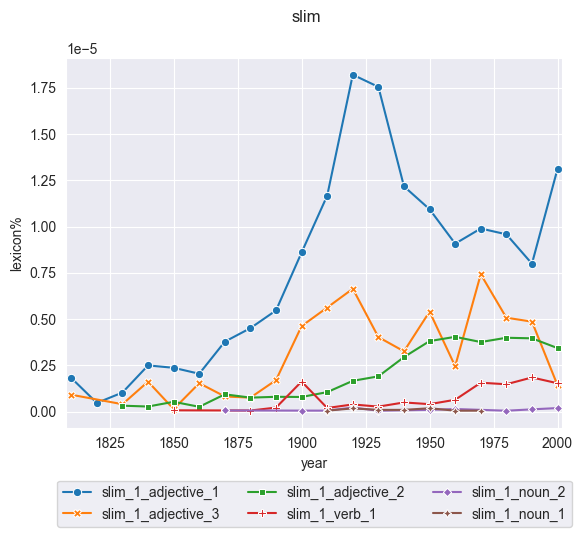 slim
1e−5
1.75
1.50
1.25
1.00
0.75
0.50
0.25
0.00
lexicon%
1825 1850 1875 1900 1925 1950 1975 2000
year
slim_1_adjective_1 slim_1_adjective_2 slim_1_noun_2
slim_1_adjective_3 slim_1_verb_1 slim_1_noun_1